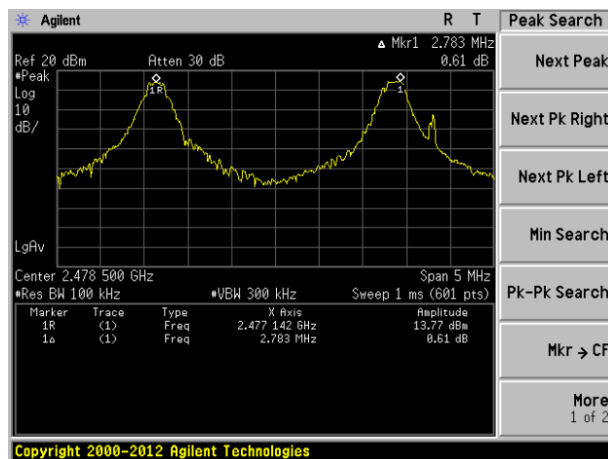 Agilent R T Peak Search
Δ Mkr1 2.783 MHz
Ref 20 dBm Atten 30 dB 0.61 dB
#Peak
Log
10
dB/
1R
1
LgAv
Center 2.478 500 GHz Span 5 MHz
#Res BW 100 kHz #VBW 300 kHz Sweep 1 ms (601 pts)
Marker Trace Type X Axis Amplitude
1R (1) Freq 2.477 142 GHz 13.77 dBm
1Δ (1) Freq 2.783 MHz 0.61 dB
Next Peak
Next Pk Right
Next Pk Left
Min Search
Pk-Pk Search
Mkr → CF
More
1 of 2
Copyright 2000-2012 Agilent Technologies